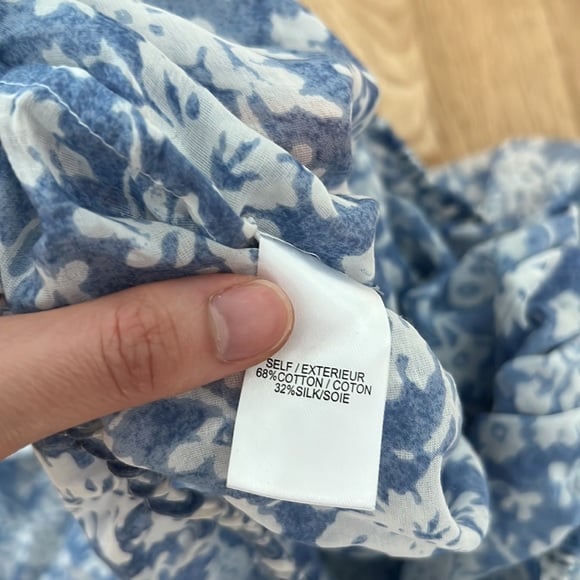 SELF / EXTERIEUR
68%COTTON / COTON
32%SILK/SOIE